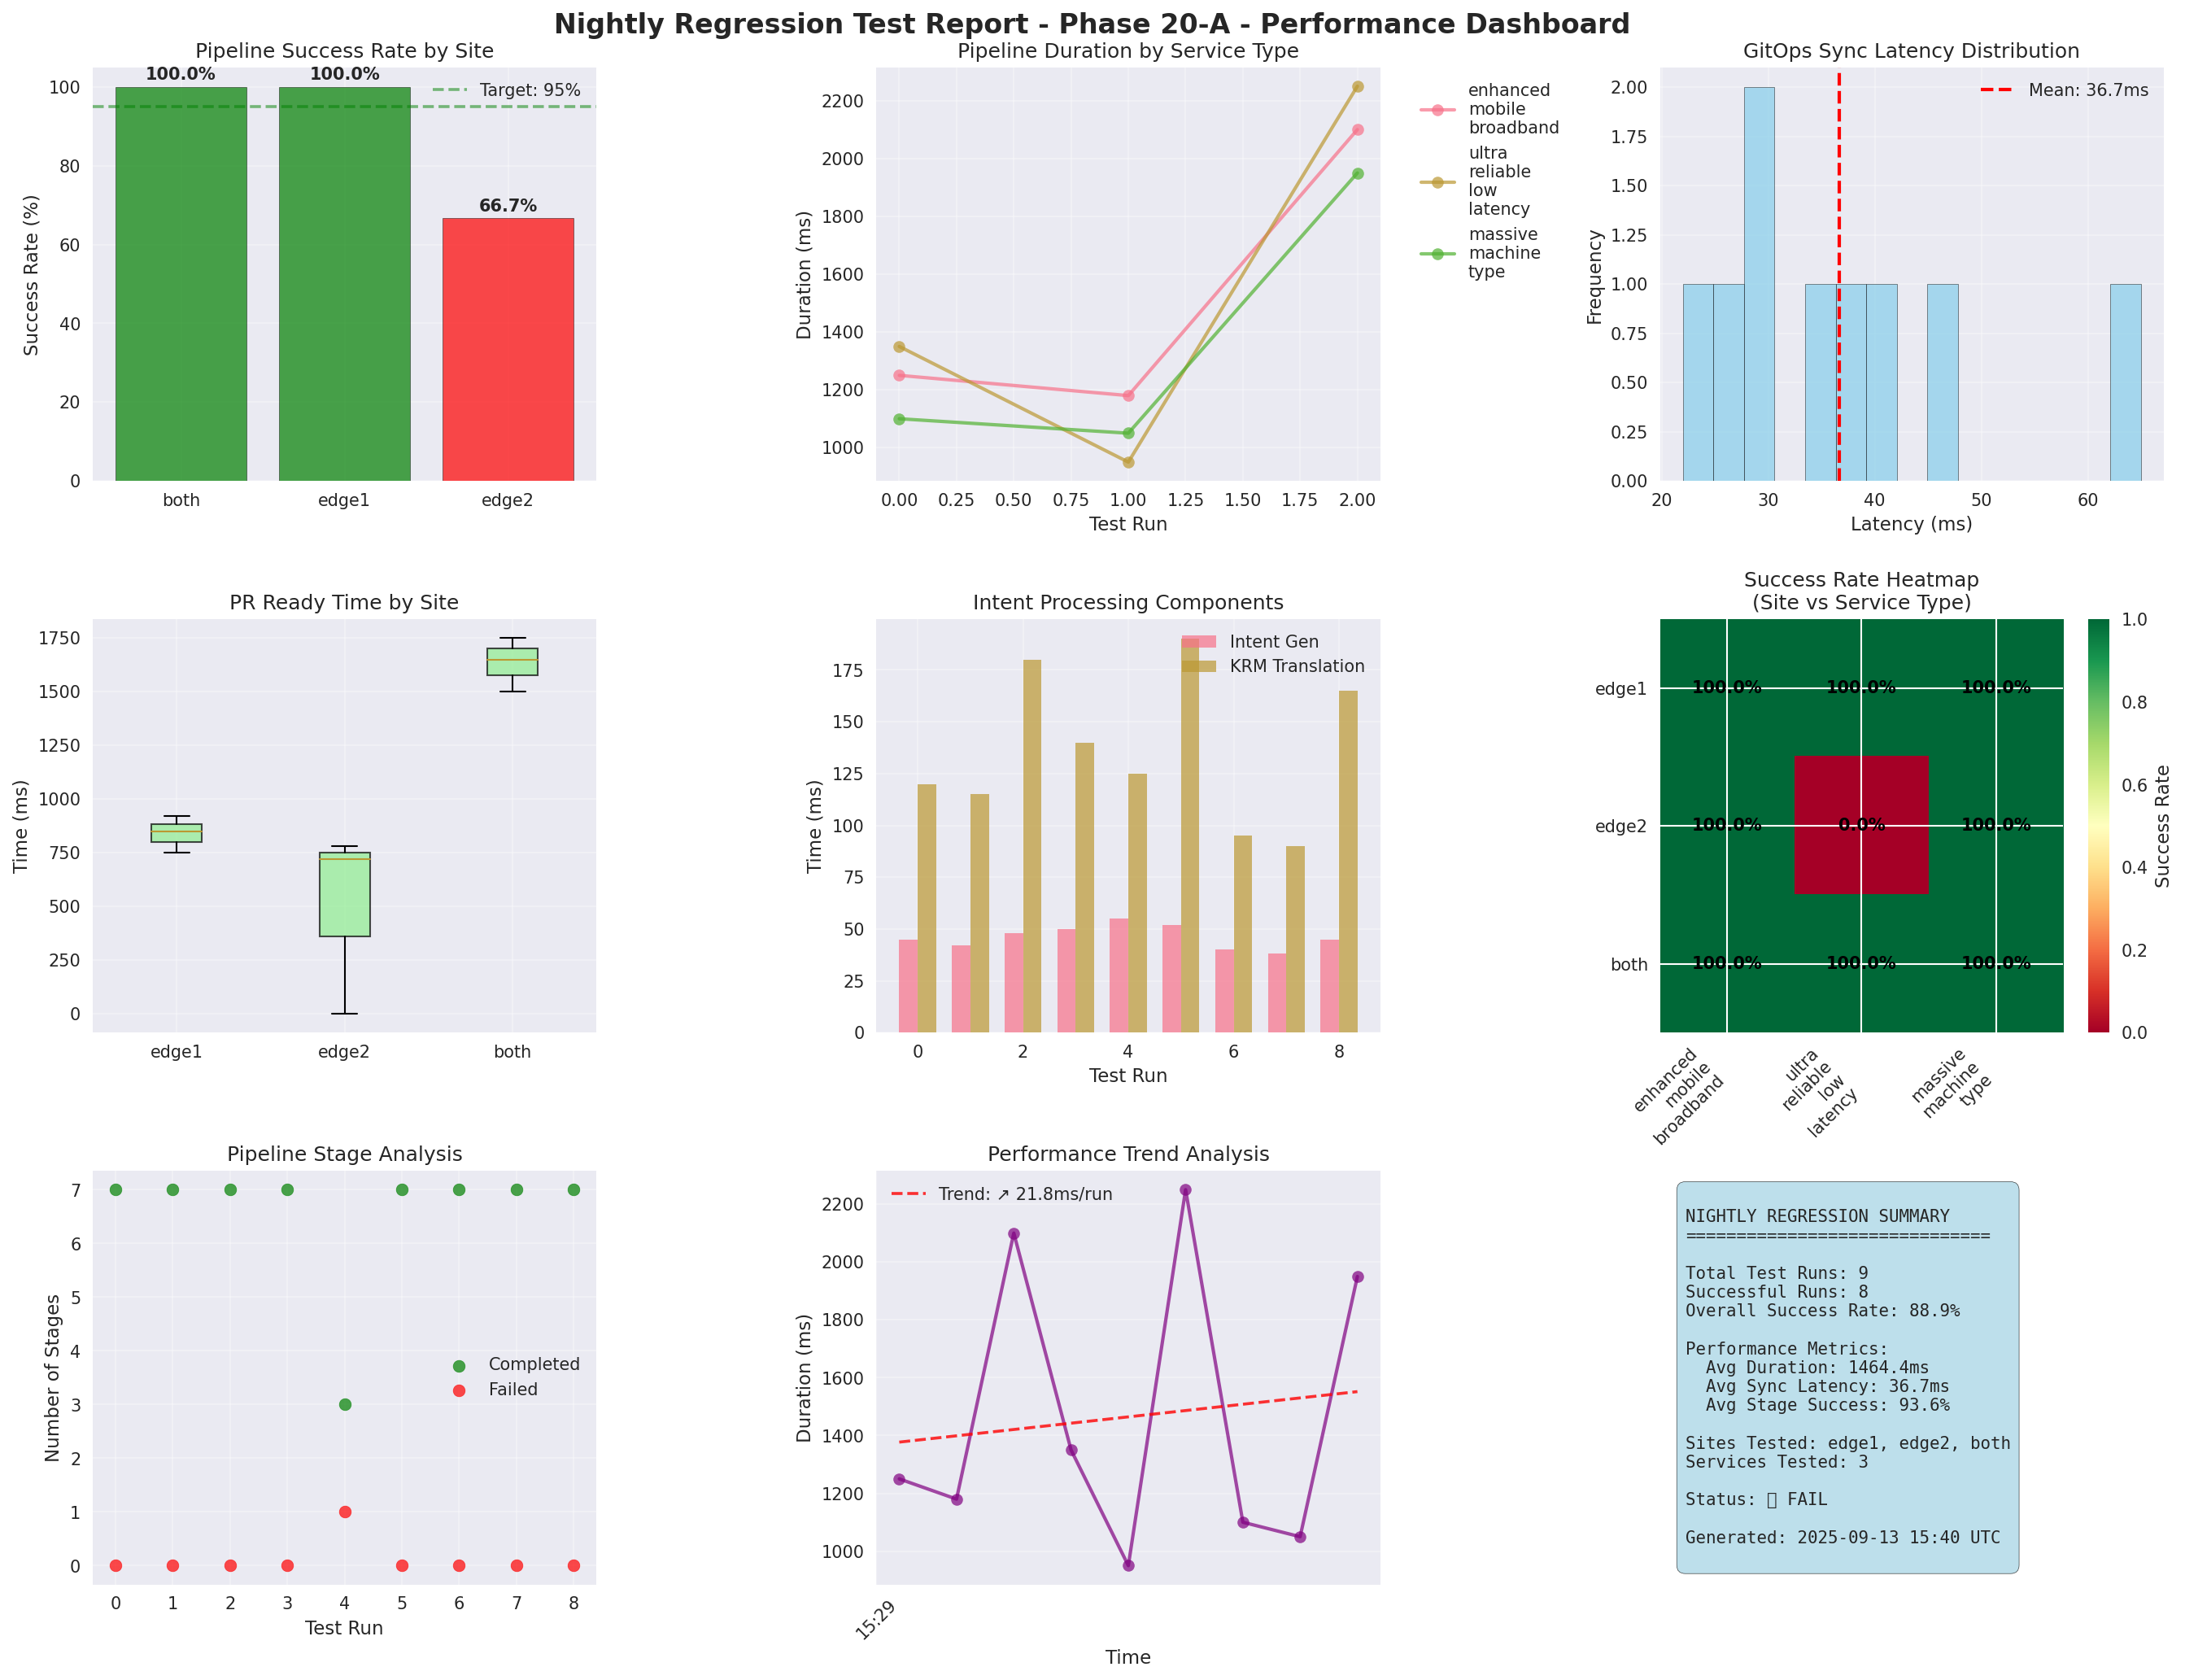 Nightly Regression Test Report - Phase 20-A - Performance Dashboard
Pipeline Success Rate by Site
100.0%
100.0%
66.7%
Target: 95%
Success Rate (%)
100
80
60
40
20
0
both
edge1
edge2
Pipeline Duration by Service Type
Duration (ms)
2200
2000
1800
1600
1400
1200
1000
0.00
0.25
0.50
0.75
1.00
1.25
1.50
1.75
2.00
Test Run
enhanced
mobile
broadband
ultra
reliable
low
latency
massive
machine
type
GitOps Sync Latency Distribution
Mean: 36.7ms
Frequency
2.00
1.75
1.50
1.25
1.00
0.75
0.50
0.25
0.00
20
30
40
50
60
Latency (ms)
PR Ready Time by Site
Time (ms)
1750
1500
1250
1000
750
500
250
0
edge1
edge2
both
Intent Processing Components
Intent Gen
KRM Translation
Time (ms)
175
150
125
100
75
50
25
0
0
2
4
6
8
Test Run
Success Rate Heatmap
(Site vs Service Type)
edge1
100.0%
100.0%
100.0%
edge2
100.0%
0.0%
100.0%
both
100.0%
100.0%
100.0%
enhanced
mobile
broadband
ultra
reliable
low
latency
massive
machine
type
1.0
0.8
0.6
0.4
0.2
0.0
Success Rate
Pipeline Stage Analysis
Number of Stages
7
6
5
4
3
2
1
0
Completed
Failed
0
1
2
3
4
5
6
7
8
Test Run
Performance Trend Analysis
Trend: ↗ 21.8ms/run
Duration (ms)
2200
2000
1800
1600
1400
1200
1000
15:29
Time
NIGHTLY REGRESSION SUMMARY
==============================
Total Test Runs: 9
Successful Runs: 8
Overall Success Rate: 88.9%
Performance Metrics:
Avg Duration: 1464.4ms
Avg Sync Latency: 36.7ms
Avg Stage Success: 93.6%
Sites Tested: edge1, edge2, both
Services Tested: 3
Status: FAIL
Generated: 2025-09-13 15:40 UTC